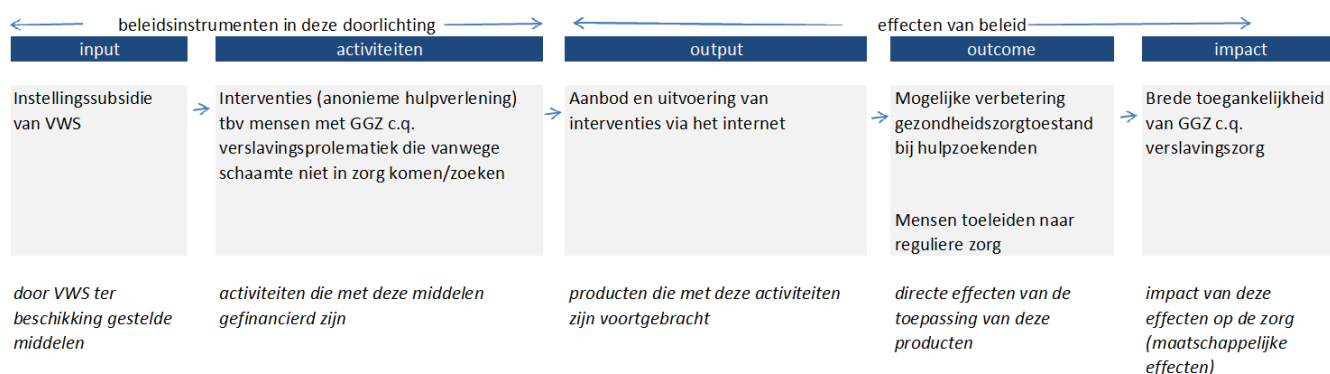 beleidsinstrumenten in deze doorlichting
effecten van beleid
input
activiteiten
output
outcome
impact
Instellingssubsidie
van VWS
Interventies (anonieme hulpverlening)
tbv mensen met GGZ c.q.
verslavingsprolematiek die vanwege
schaamte niet in zorg komen/zoeken
Aanbod en uitvoering van
interventies via het internet
Mogelijke verbetering
gezondheidszorgtoestand
bij hulpzoekenden
Mensen toeleiden naar
reguliere zorg
Brede toegankelijkheid
van GGZ c.q.
verslavingszorg
door VWS ter
beschikking gestelde
middelen
activiteiten die met deze middelen
gefinancierd zijn
producten die met deze activiteiten
zijn voortgebracht
directe effecten van de
toepassing van deze
producten
impact van deze
effecten op de zorg
(maatschappelijke
effecten)